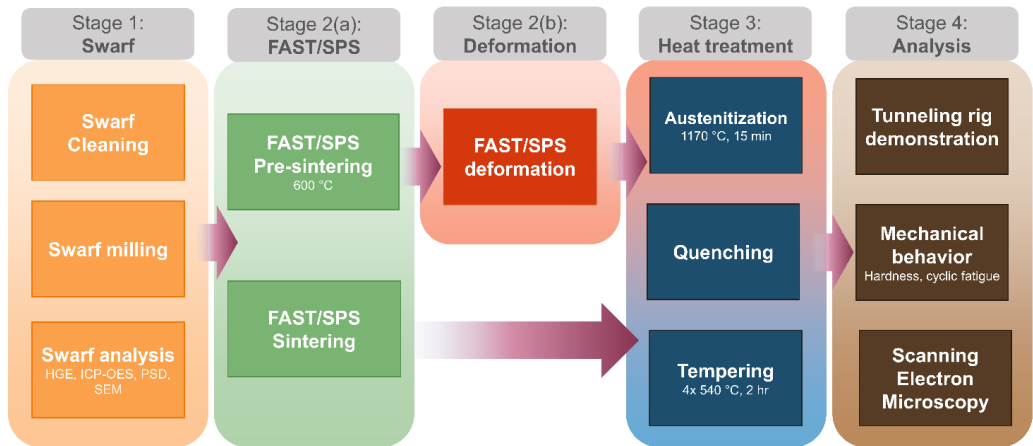 Stage 1:
Swarf
Swarf
Cleaning
Swarf milling
Swarf analysis
HGE, ICP-OES, PSD,
SEM
Stage 2(a):
FAST/SPS
FAST/SPS
Pre-sintering
600 °C
FAST/SPS
Sintering
Stage 2(b):
Deformation
FAST/SPS
deformation
Stage 3:
Heat treatment
Austenitization
1170 °C, 15 min
Quenching
Tempering
4x 540 °C, 2 hr
Stage 4:
Analysis
Tunneling rig
demonstration
Mechanical
behavior
Hardness, cyclic fatigue
Scanning
Electron
Microscopy